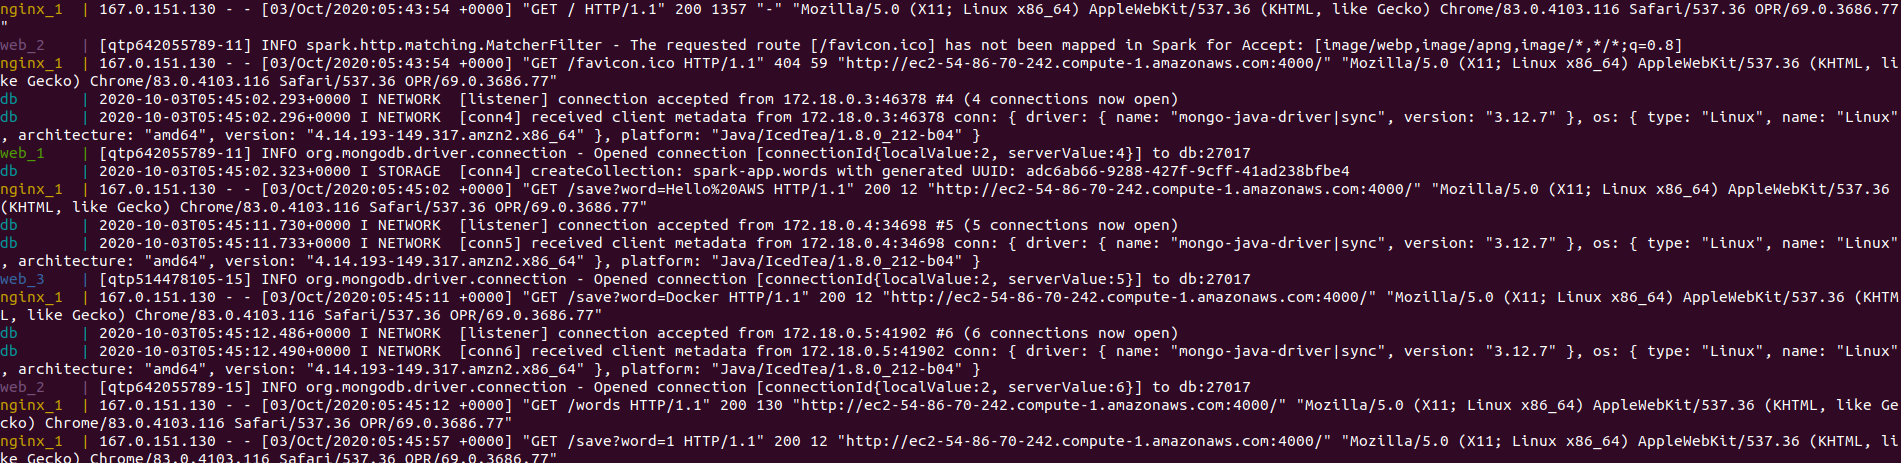 nginx_1  | 167.0.151.130 - - [03/Oct/2020:05:43:54 +0000] "GET / HTTP/1.1" 200 1357 "-" "Mozilla/5.0 (X11; Linux x86_64) AppleWebKit/537.36 (KHTML, like Gecko) Chrome/83.0.4103.116 Safari/537.36 OPR/69.0.3686.77
"
web_2    | [qtp642055789-11] INFO spark.http.matching.MatcherFilter - The requested route [/favicon.ico] has not been mapped in Spark for Accept: [image/webp,image/apng,image/*,*/*;q=0.8]
nginx_1  | 167.0.151.130 - - [03/Oct/2020:05:43:54 +0000] "GET /favicon.ico HTTP/1.1" 404 59 "http://ec2-54-86-70-242.compute-1.amazonaws.com:4000/" "Mozilla/5.0 (X11; Linux x86_64) AppleWebKit/537.36 (KHTML, li
ke Gecko) Chrome/83.0.4103.116 Safari/537.36 OPR/69.0.3686.77"
db       | 2020-10-03T05:45:02.293+0000 I NETWORK  [listener] connection accepted from 172.18.0.3:46378 #4 (4 connections now open)
db       | 2020-10-03T05:45:02.296+0000 I NETWORK  [conn4] received client metadata from 172.18.0.3:46378 conn: { driver: { name: "mongo-java-driver|sync", version: "3.12.7" }, os: { type: "Linux", name: "Linux"
, architecture: "amd64", version: "4.14.193-149.317.amzn2.x86_64" }, platform: "Java/IcedTea/1.8.0_212-b04" }
web_1    | [qtp642055789-11] INFO org.mongodb.driver.connection - Opened connection [connectionId{localValue:2, serverValue:4}] to db:27017
db       | 2020-10-03T05:45:02.323+0000 I STORAGE  [conn4] createCollection: spark-app.words with generated UUID: adc6ab66-9288-427f-9cff-41ad238bfbe4
nginx_1  | 167.0.151.130 - - [03/Oct/2020:05:45:02 +0000] "GET /save?word=Hello%20AWS HTTP/1.1" 200 12 "http://ec2-54-86-70-242.compute-1.amazonaws.com:4000/" "Mozilla/5.0 (X11; Linux x86_64) AppleWebKit/537.36
(KHTML, like Gecko) Chrome/83.0.4103.116 Safari/537.36 OPR/69.0.3686.77"
db       | 2020-10-03T05:45:11.730+0000 I NETWORK  [listener] connection accepted from 172.18.0.4:34698 #5 (5 connections now open)
db       | 2020-10-03T05:45:11.733+0000 I NETWORK  [conn5] received client metadata from 172.18.0.4:34698 conn: { driver: { name: "mongo-java-driver|sync", version: "3.12.7" }, os: { type: "Linux", name: "Linux"
, architecture: "amd64", version: "4.14.193-149.317.amzn2.x86_64" }, platform: "Java/IcedTea/1.8.0_212-b04" }
web_3    | [qtp514478105-15] INFO org.mongodb.driver.connection - Opened connection [connectionId{localValue:2, serverValue:5}] to db:27017
nginx_1  | 167.0.151.130 - - [03/Oct/2020:05:45:11 +0000] "GET /save?word=Docker HTTP/1.1" 200 12 "http://ec2-54-86-70-242.compute-1.amazonaws.com:4000/" "Mozilla/5.0 (X11; Linux x86_64) AppleWebKit/537.36 (KHTM
L, like Gecko) Chrome/83.0.4103.116 Safari/537.36 OPR/69.0.3686.77"
db       | 2020-10-03T05:45:12.486+0000 I NETWORK  [listener] connection accepted from 172.18.0.5:41902 #6 (6 connections now open)
db       | 2020-10-03T05:45:12.490+0000 I NETWORK  [conn6] received client metadata from 172.18.0.5:41902 conn: { driver: { name: "mongo-java-driver|sync", version: "3.12.7" }, os: { type: "Linux", name: "Linux"
, architecture: "amd64", version: "4.14.193-149.317.amzn2.x86_64" }, platform: "Java/IcedTea/1.8.0_212-b04" }
web_2    | [qtp642055789-15] INFO org.mongodb.driver.connection - Opened connection [connectionId{localValue:2, serverValue:6}] to db:27017
nginx_1  | 167.0.151.130 - - [03/Oct/2020:05:45:12 +0000] "GET /words HTTP/1.1" 200 130 "http://ec2-54-86-70-242.compute-1.amazonaws.com:4000/" "Mozilla/5.0 (X11; Linux x86_64) AppleWebKit/537.36 (KHTML, like Ge
cko) Chrome/83.0.4103.116 Safari/537.36 OPR/69.0.3686.77"
nginx_1  | 167.0.151.130 - - [03/Oct/2020:05:45:57 +0000] "GET /save?word=1 HTTP/1.1" 200 12 "http://ec2-54-86-70-242.compute-1.amazonaws.com:4000/" "Mozilla/5.0 (X11; Linux x86_64) AppleWebKit/537.36 (KHTML, li
ke Gecko) Chrome/83.0.4103.116 Safari/537.36 OPR/69.0.3686.77"